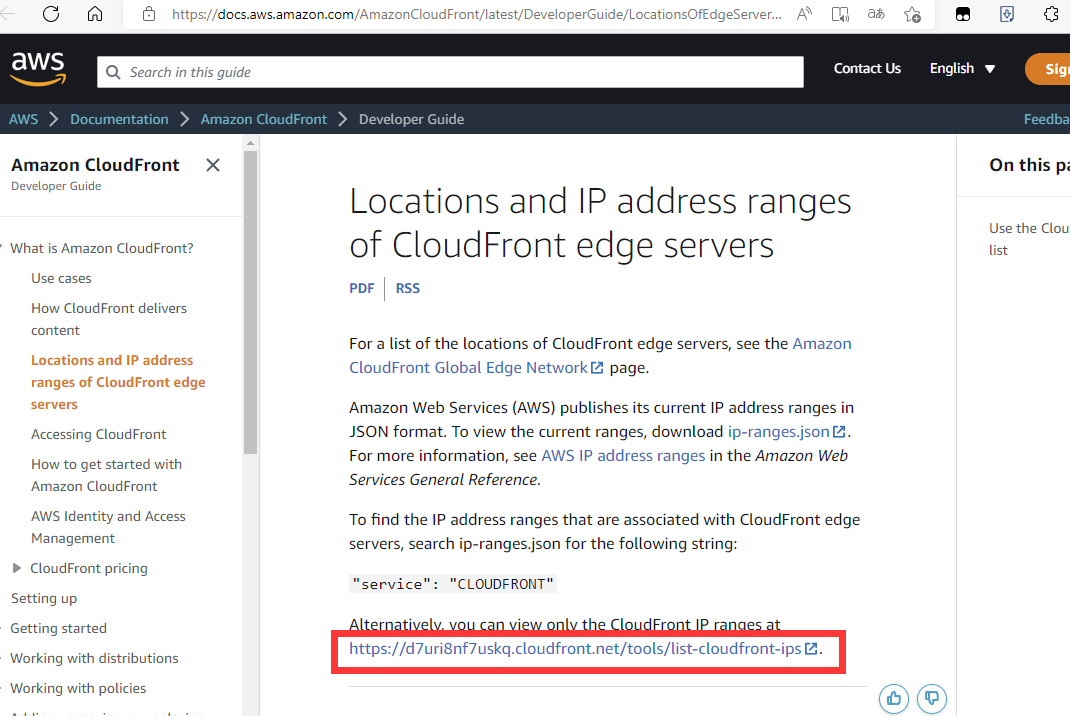 https://docs.aws.amazon.com/AmazonCloudFront/latest/DeveloperGuide/LocationsOfEdgeServer...
aws
Search in this guide
Contact Us
English
Sig
AWS
Documentation
Amazon CloudFront
Developer Guide
Feedba
Amazon CloudFront
Developer Guide
What is Amazon CloudFront?
Use cases
How CloudFront delivers
content
Locations and IP address
ranges of CloudFront edge
servers
Accessing CloudFront
How to get started with
Amazon CloudFront
AWS Identity and Access
Management
CloudFront pricing
Setting up
Getting started
Working with distributions
Working with policies
Locations and IP address ranges
of CloudFront edge servers
PDF
RSS
For a list of the locations of CloudFront edge servers, see the Amazon
CloudFront Global Edge Network page.
Amazon Web Services (AWS) publishes its current IP address ranges in
JSON format. To view the current ranges, download ip-ranges.json.
For more information, see AWS IP address ranges in the Amazon Web
Services General Reference.
To find the IP address ranges that are associated with CloudFront edge
servers, search ip-ranges.json for the following string:
"service": "CLOUDFRONT"
Alternatively, you can view only the CloudFront IP ranges at
https://d7uri8nf7uskq.cloudfront.net/tools/list-cloudfront-ips.
On this pa
Use the Clou
list